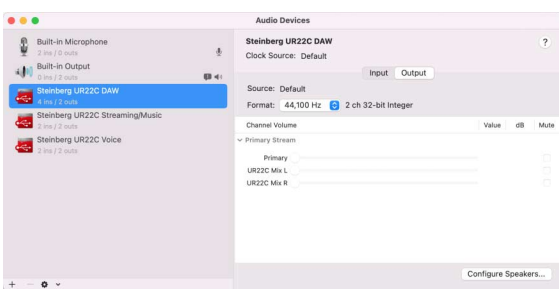 Audio Devices
Built-in Microphone
2 ins / 0 outs
Built-in Output
0 ins / 2 outs
Steinberg UR22C DAW
4 ins / 2 outs
Steinberg UR22C Streaming/Music
2 ins / 2 outs
Steinberg UR22C Voice
2 ins / 2 outs
+ −
Steinberg UR22C DAW
?
Clock Source: Default
Input Output
Source: Default
Format: 44,100 Hz 2 ch 32-bit Integer
Channel Volume Value dB Mute
Primary Stream
Primary
UR22C Mix L
UR22C Mix R
Configure Speakers...